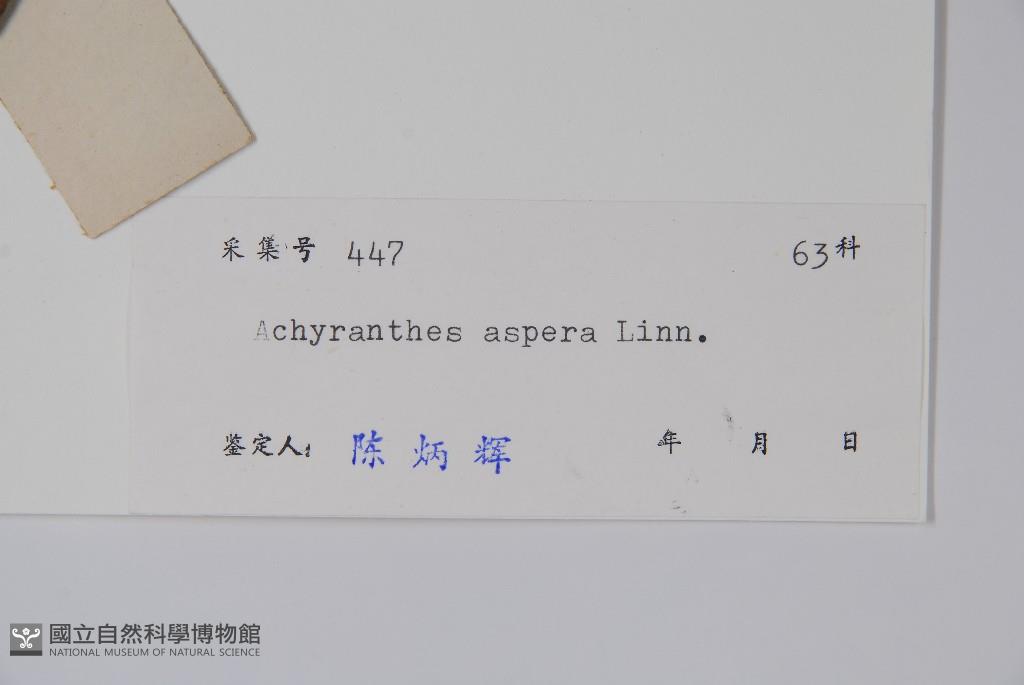 采集号 447 63科
Achyranthes aspera Linn.
鉴定人: 陈炳辉 年 月 日
國立自然科學博物館
NATIONAL MUSEUM OF NATURAL SCIENCE